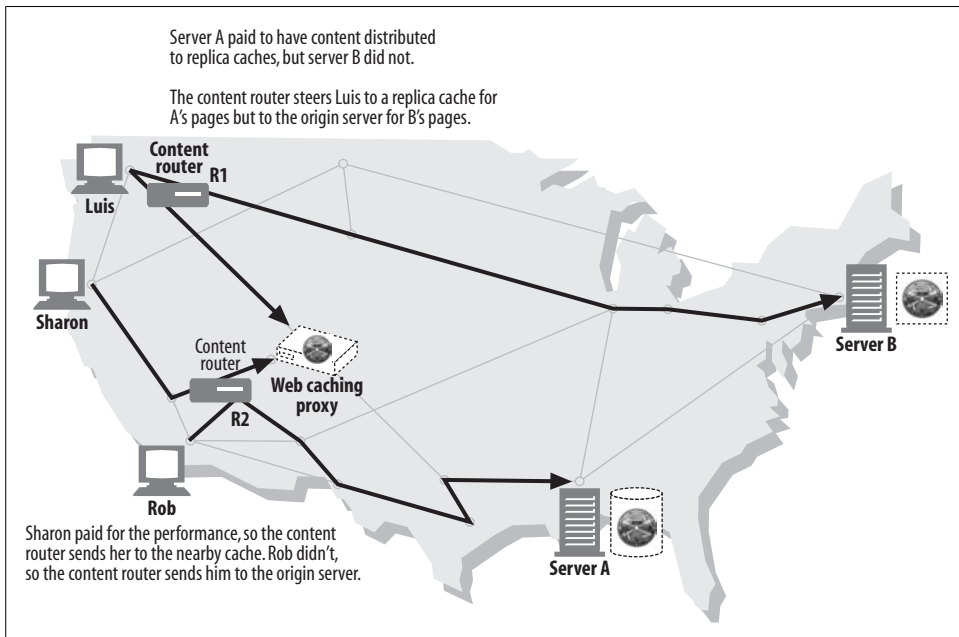 Server A paid to have content distributed
to replica caches, but server B did not.
The content router steers Luis to a replica cache for
A's pages but to the origin server for B's pages.
Content
router
R1
Luis
Sharon
Content
router
R2
Web caching
proxy
Server B
Rob
Server A
Sharon paid for the performance, so the content
router sends her to the nearby cache. Rob didn't,
so the content router sends him to the origin server.